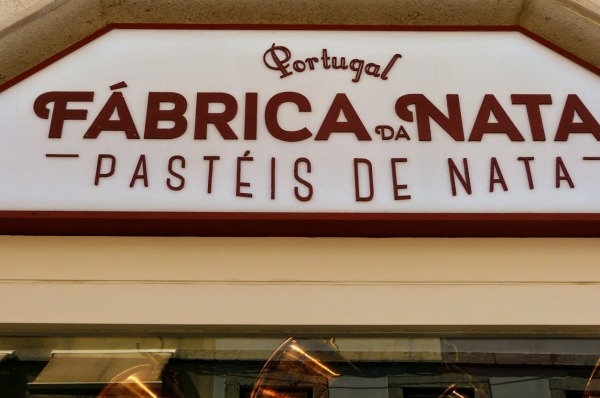 Portugal
FÁBRICA DA NATA
PASTÉIS DE NATA